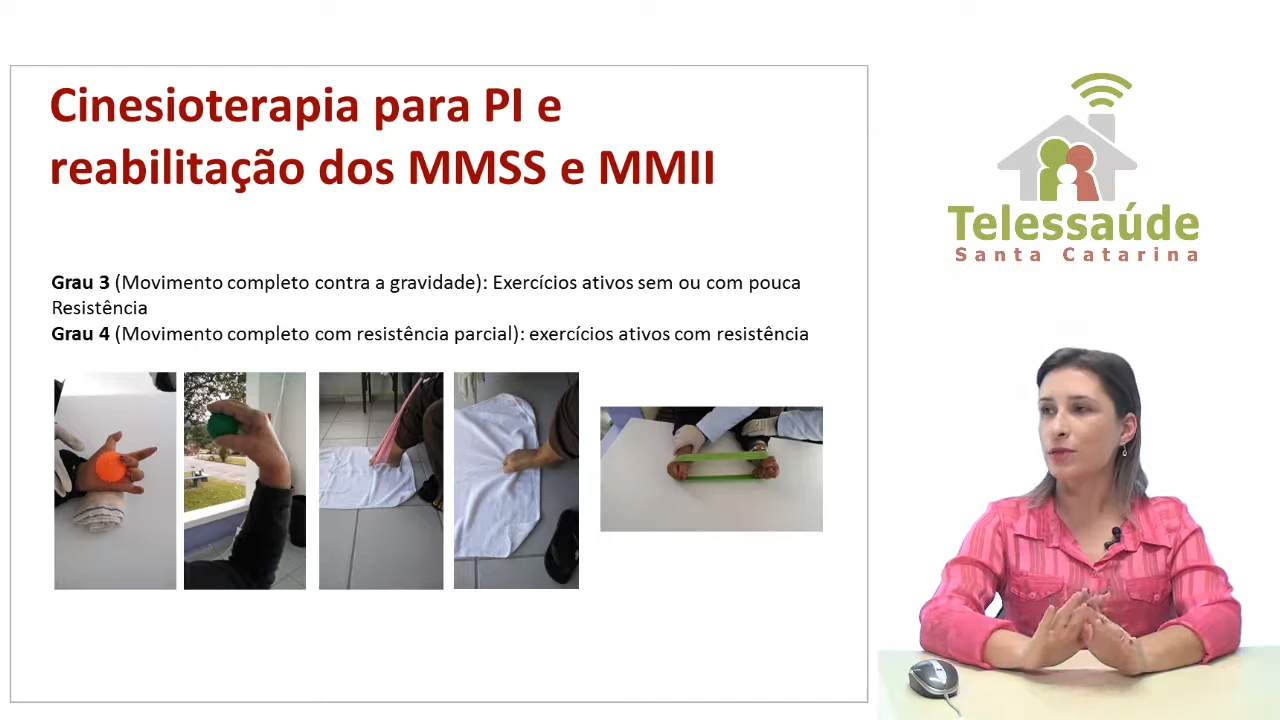 Cinesioterapia para PI e
reabilitação dos MMSS e MMII
Grau 3 (Movimento completo contra a gravidade): Exercícios ativos sem ou com pouca
Resistência
Grau 4 (Movimento completo com resistência parcial): exercícios ativos com resistência
Telessaúde
Santa Catarina